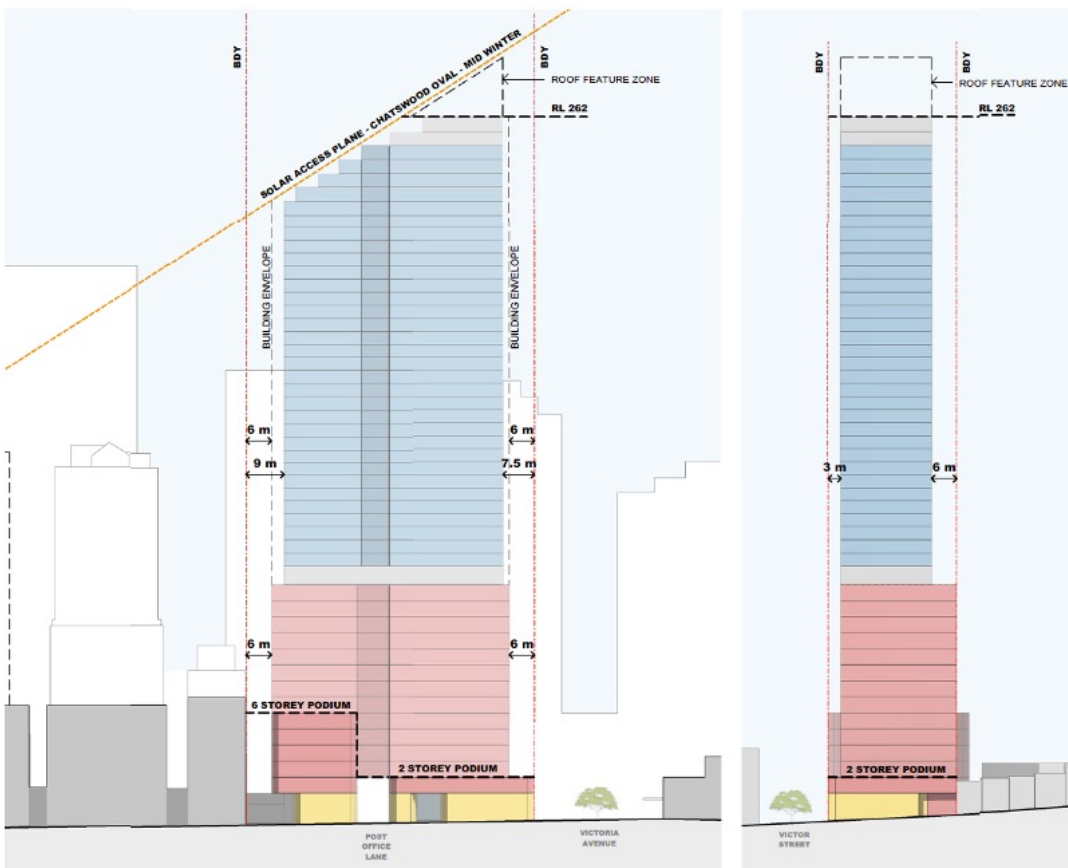 BDY
SOLAR ACCESS PLANE - CHATSWOOD OVAL - MID WINTER
BDY
ROOF FEATURE ZONE
RL 262
BUILDING ENVELOPE
BUILDING ENVELOPE
6 m
6 m
9 m
7.5 m
6 m
6 m
6 STOREY PODIUM
2 STOREY PODIUM
POST
OFFICE
LANE
VICTORIA
AVENUE
BDY
BDY
ROOF FEATURE ZONE
RL 262
3 m
6 m
2 STOREY PODIUM
VICTOR
STREET